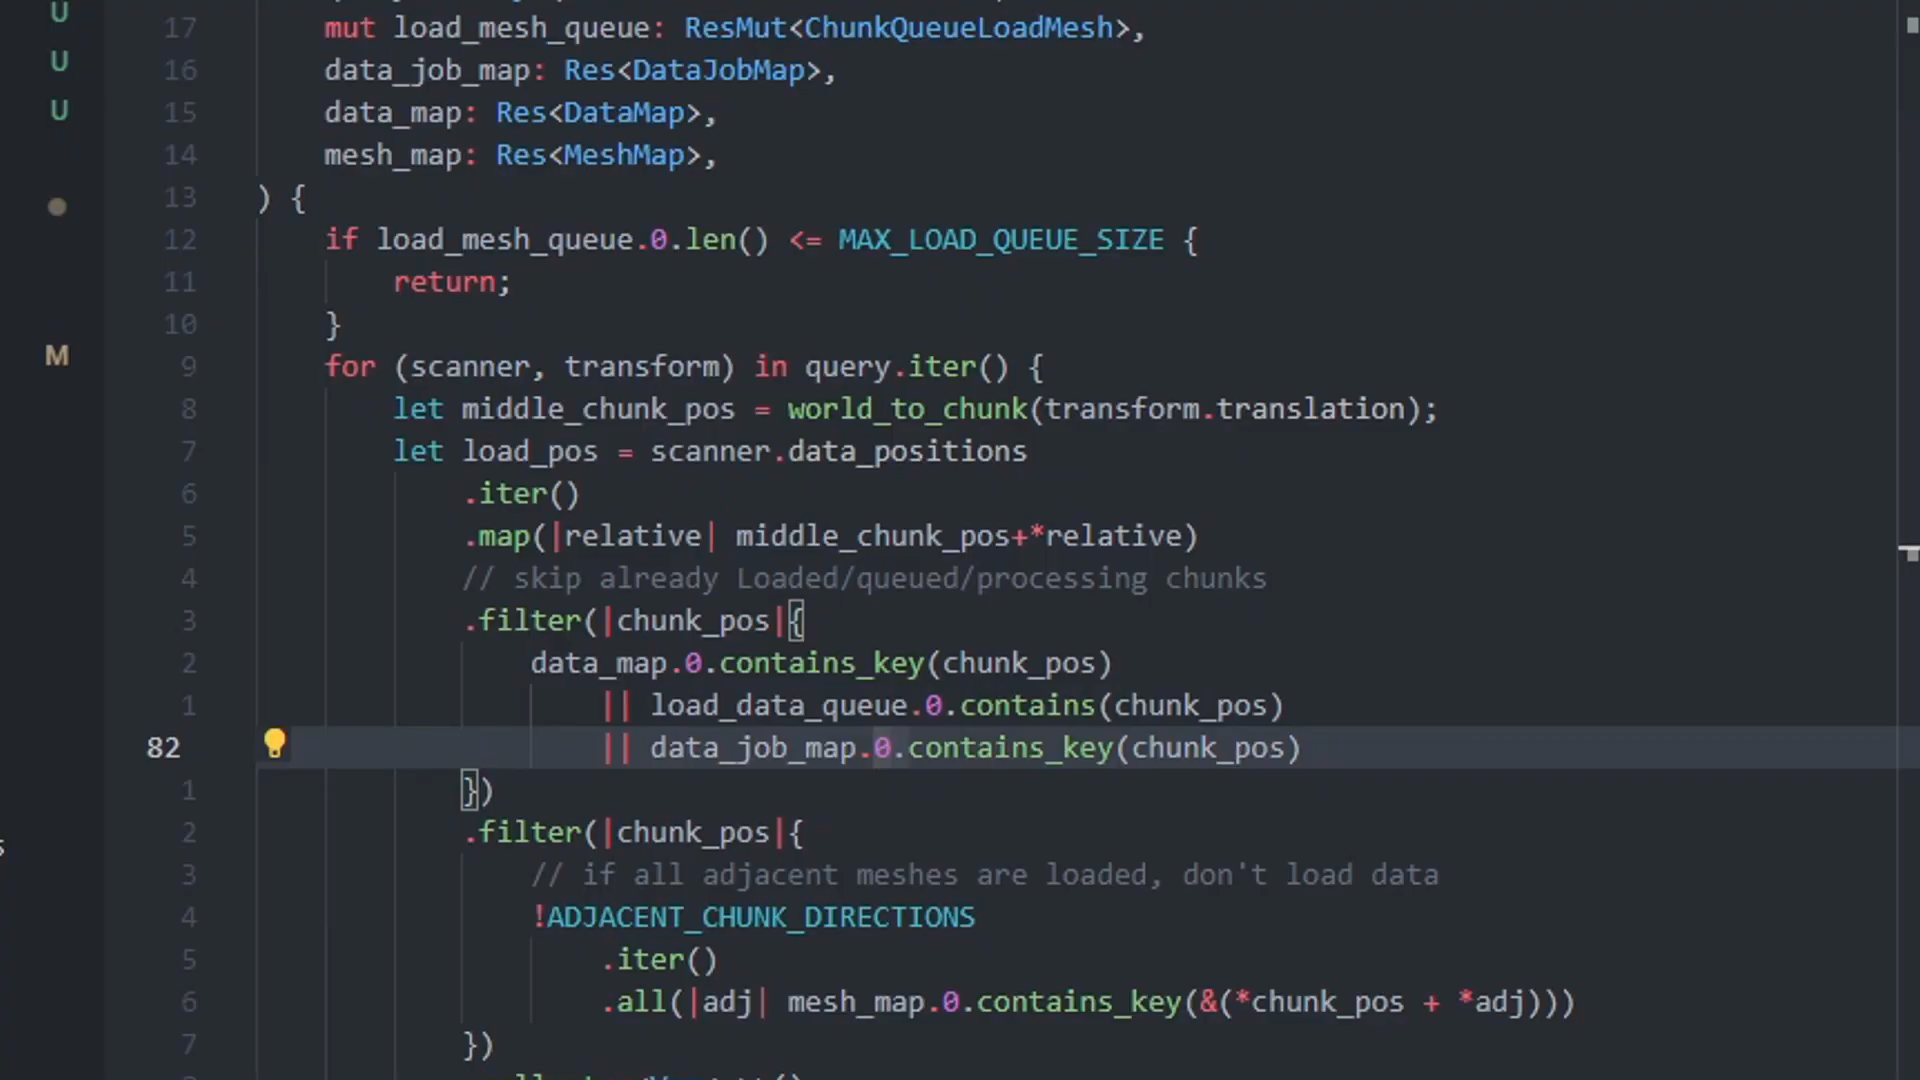 U 17 mut load_mesh_queue: ResMut<ChunkQueueLoadMesh>,
U 16 data_job_map: Res<DataJobMap>,
U 15 data_map: Res<DataMap>,
14 mesh_map: Res<MeshMap>,
13 ) {
12 if load_mesh_queue.0.len() <= MAX_LOAD_QUEUE_SIZE {
11 return;
10 }
M 9 for (scanner, transform) in query.iter() {
8 let middle_chunk_pos = world_to_chunk(transform.translation);
7 let load_pos = scanner.data_positions
6 .iter()
5 .map(|relative| middle_chunk_pos+*relative)
4 // skip already Loaded/queued/processing chunks
3 .filter(|chunk_pos|{
2 data_map.0.contains_key(chunk_pos)
1 || load_data_queue.0.contains(chunk_pos)
82 || data_job_map.0.contains_key(chunk_pos)
1 })
2 .filter(|chunk_pos|{
3 // if all adjacent meshes are loaded, don't load data
4 !ADJACENT_CHUNK_DIRECTIONS
5 .iter()
6 .all(|adj| mesh_map.0.contains_key(&(*chunk_pos + *adj)))
7 })